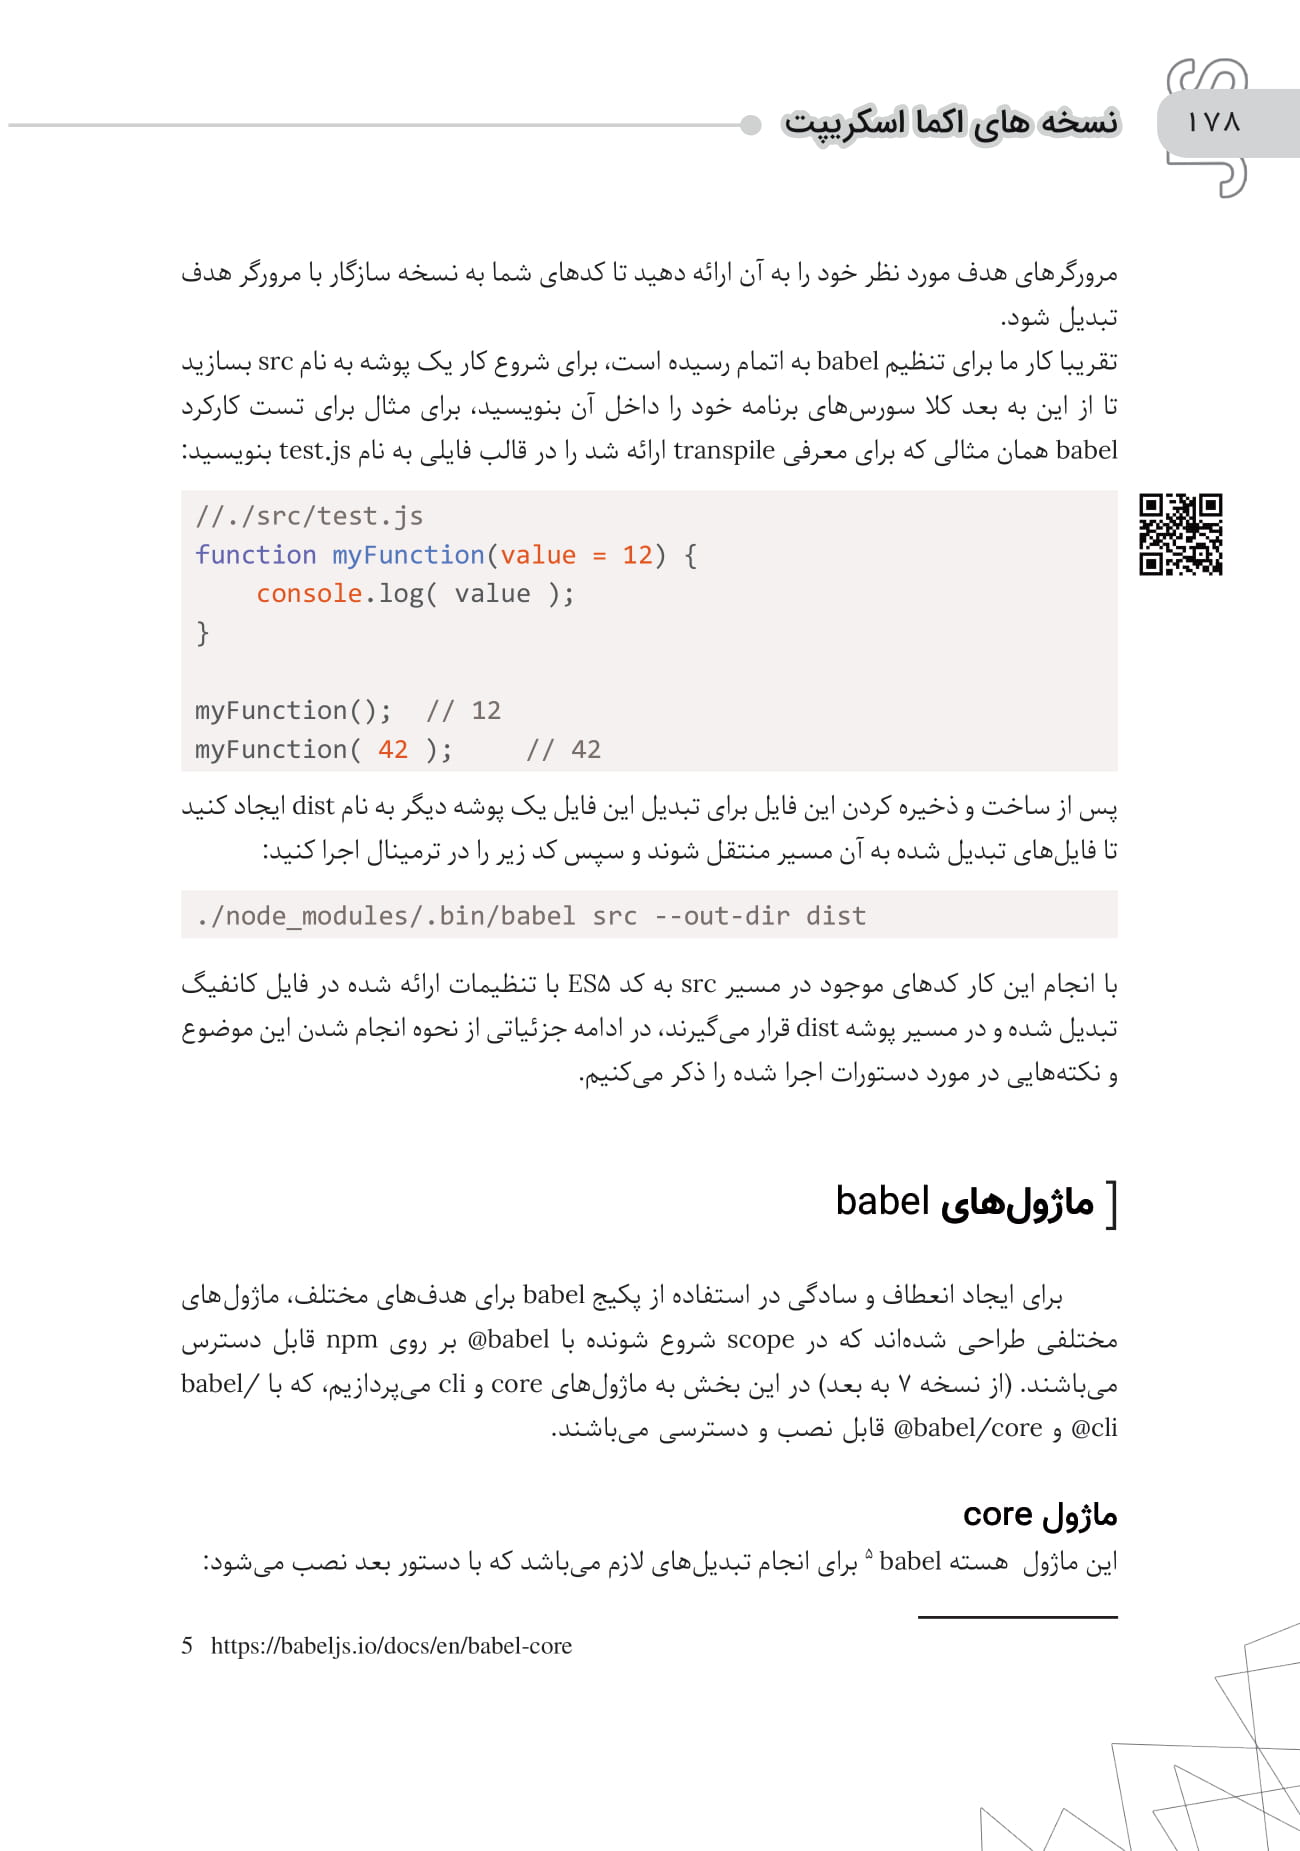 ۱۷۸
نسخه های اکما اسکریپت
مرورگرهای هدف مورد نظر خود را به آن ارائه دهید تا کدهای شما به نسخه سازگار با مرورگر هدف
تبدیل شود.
تقریبا کار ما برای تنظیم babel به اتمام رسیده است، برای شروع کار یک پوشه به نام src بسازید
تا از این به بعد کلا سورس‌های برنامه خود را داخل آن بنویسید، برای مثال برای تست کارکرد
babel همان مثالی که برای معرفی transpile ارائه شد را در قالب فایلی به نام test.js بنویسید:
//./src/test.js
function myFunction(value = 12) {
    console.log( value );
}
myFunction();  // 12
myFunction( 42 );     // 42
پس از ساخت و ذخیره کردن این فایل برای تبدیل این فایل یک پوشه دیگر به نام dist ایجاد کنید
تا فایل‌های تبدیل شده به آن مسیر منتقل شوند و سپس کد زیر را در ترمینال اجرا کنید:
./node_modules/.bin/babel src --out-dir dist
با انجام این کار کدهای موجود در مسیر src به کد ES۵ با تنظیمات ارائه شده در فایل کانفیگ
تبدیل شده و در مسیر پوشه dist قرار می‌گیرند، در ادامه جزئیاتی از نحوه انجام شدن این موضوع
و نکته‌هایی در مورد دستورات اجرا شده را ذکر می‌کنیم.
[ ماژول‌های babel
برای ایجاد انعطاف و سادگی در استفاده از پکیج babel برای هدف‌های مختلف، ماژول‌های
مختلفی طراحی شده‌اند که در scope شروع شونده با @babel بر روی npm قابل دسترس
می‌باشند. (از نسخه ۷ به بعد) در این بخش به ماژول‌های core و cli می‌پردازیم، که با babel/
@cli و @babel/core قابل نصب و دسترسی می‌باشند.
ماژول core
این ماژول هسته babel ۵ برای انجام تبدیل‌های لازم می‌باشد که با دستور بعد نصب می‌شود:
5 https://babeljs.io/docs/en/babel-core